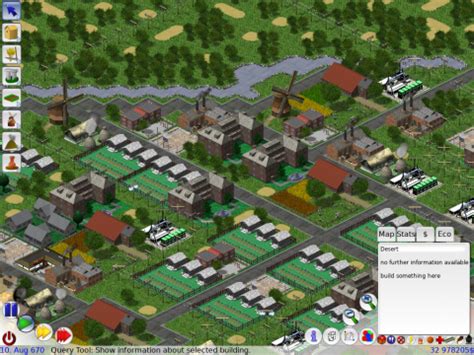 Map Stats $ Eco
Desert
no further information available
build something here
10. Aug 670 Query Tool: Show information about selected building. 32 9782059